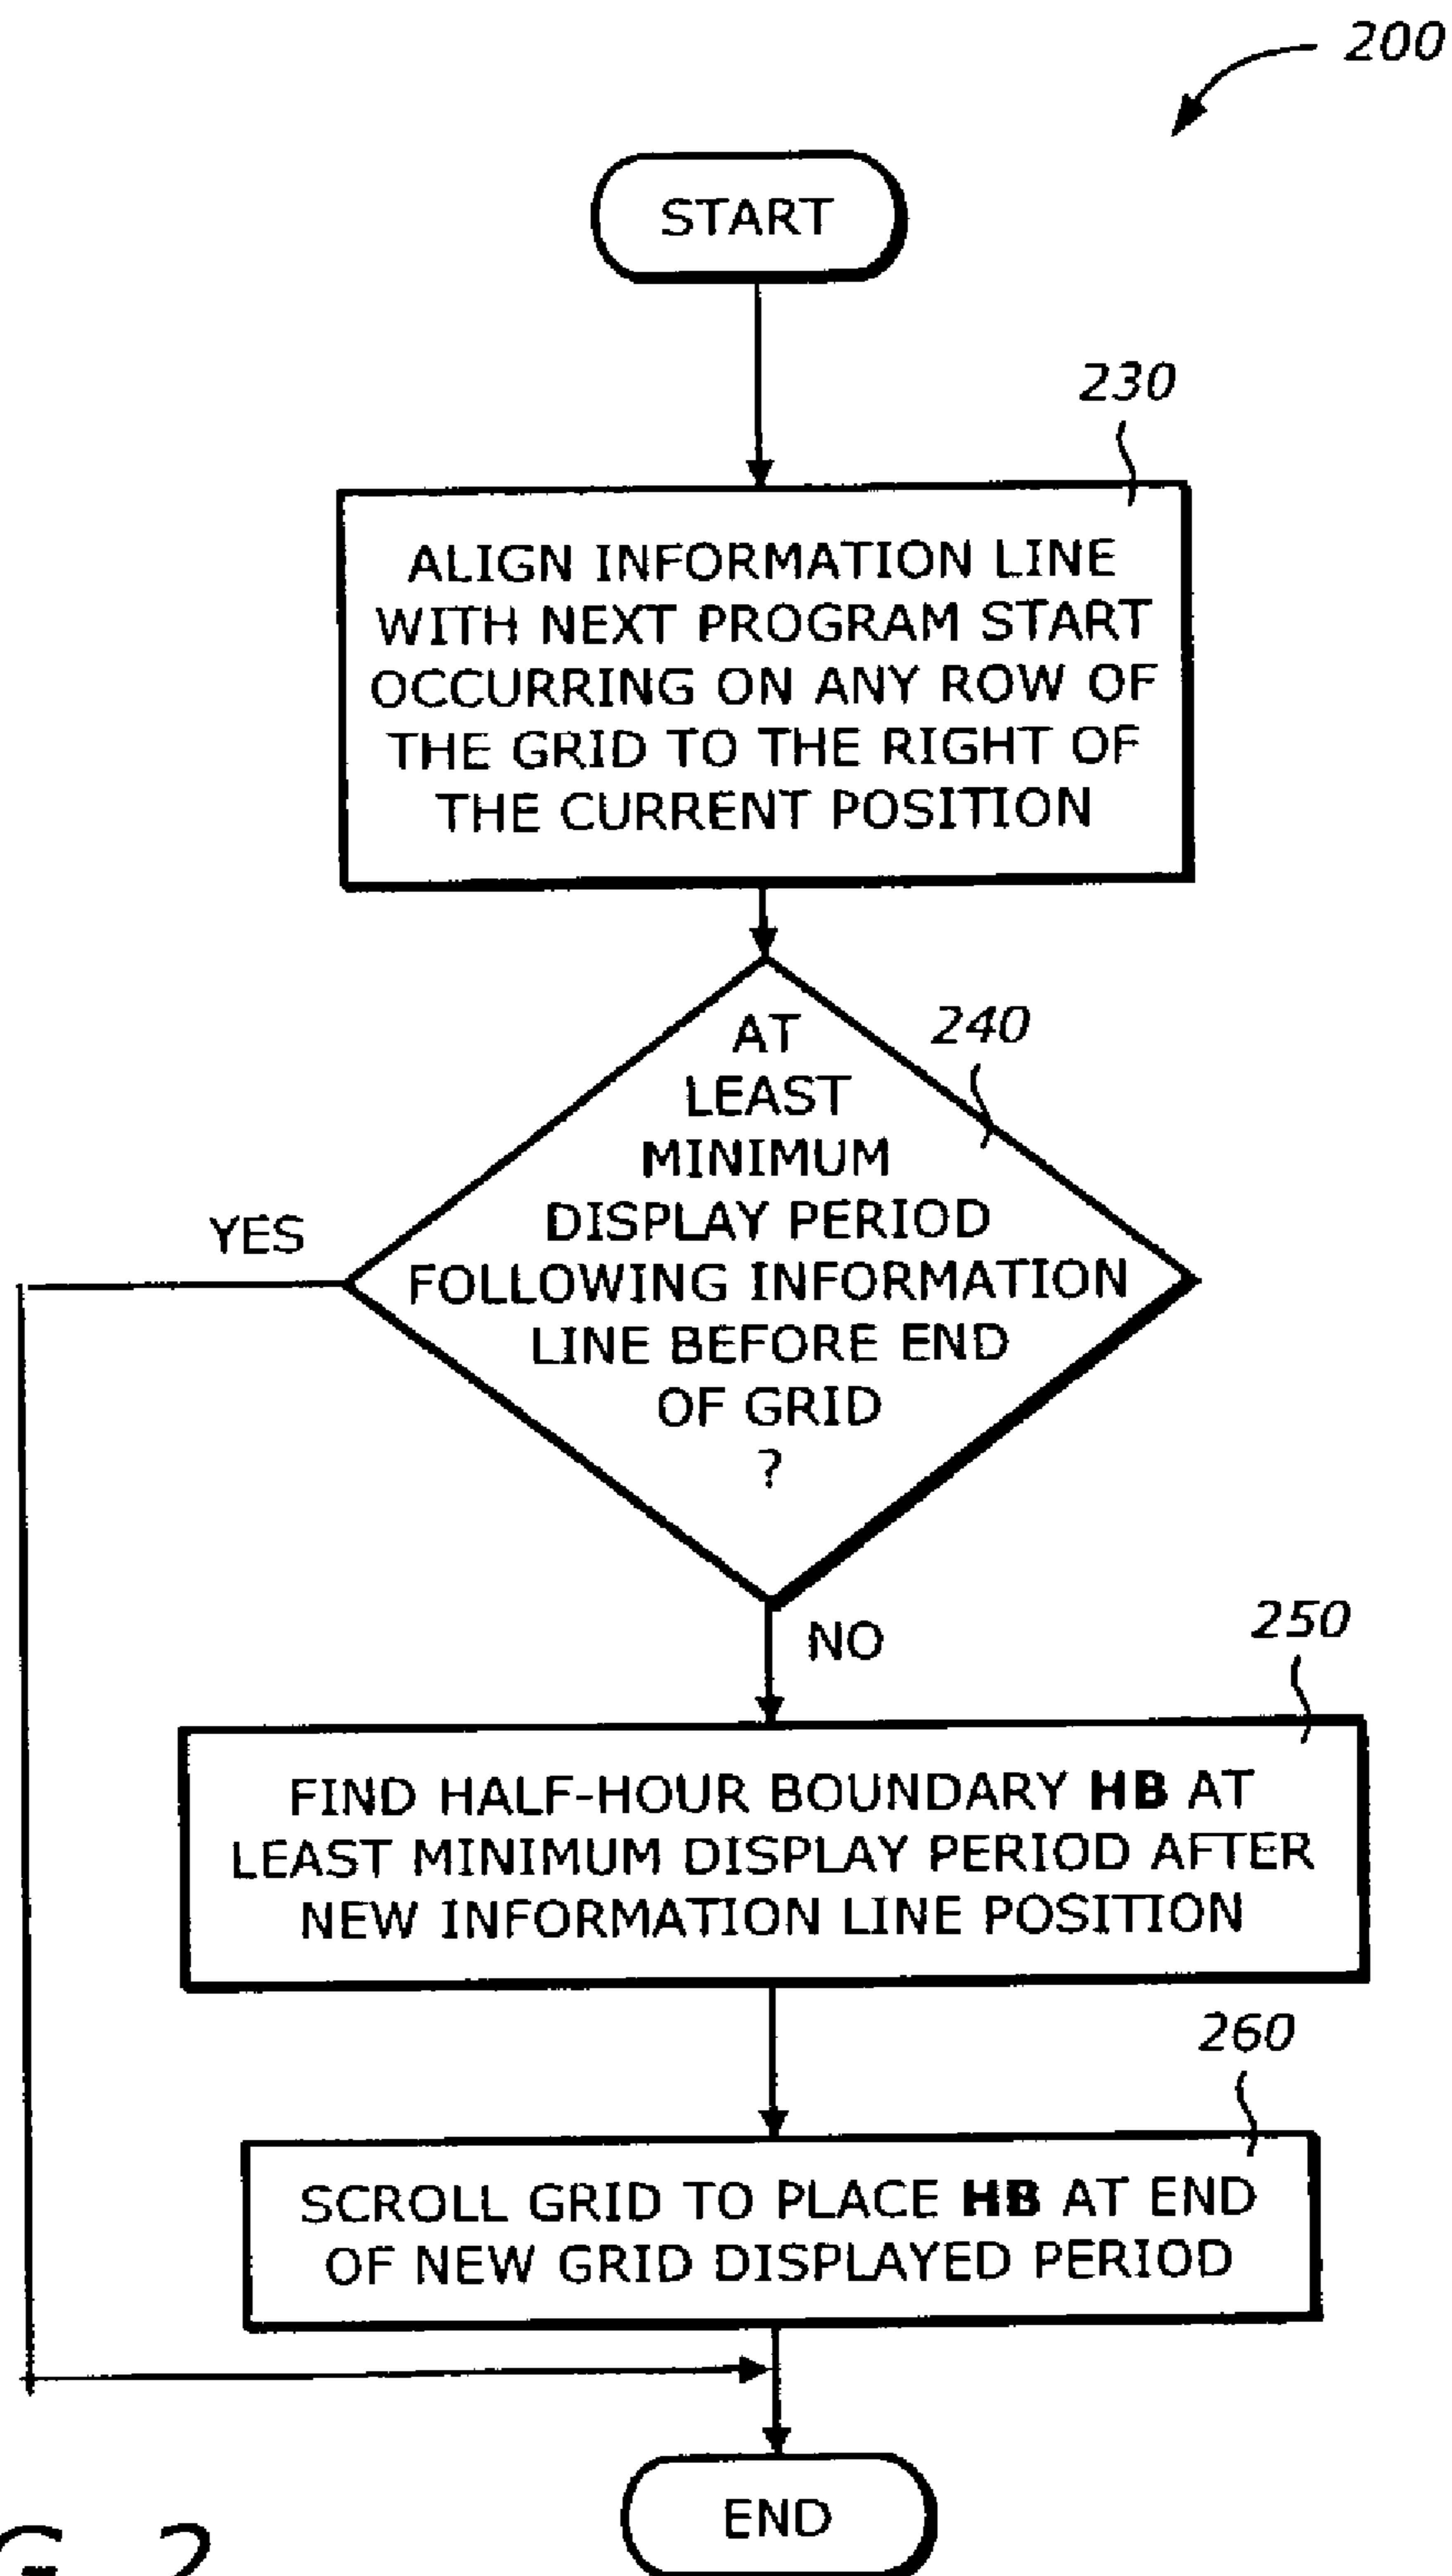 200
START
230
ALIGN INFORMATION LINE
WITH NEXT PROGRAM START
OCCURRING ON ANY ROW OF
THE GRID TO THE RIGHT OF
THE CURRENT POSITION
240
AT
LEAST
MINIMUM
DISPLAY PERIOD
FOLLOWING INFORMATION
LINE BEFORE END
OF GRID
?
YES
NO
250
FIND HALF-HOUR BOUNDARY HB AT
LEAST MINIMUM DISPLAY PERIOD AFTER
NEW INFORMATION LINE POSITION
260
SCROLL GRID TO PLACE HB AT END
OF NEW GRID DISPLAYED PERIOD
END
G. 2